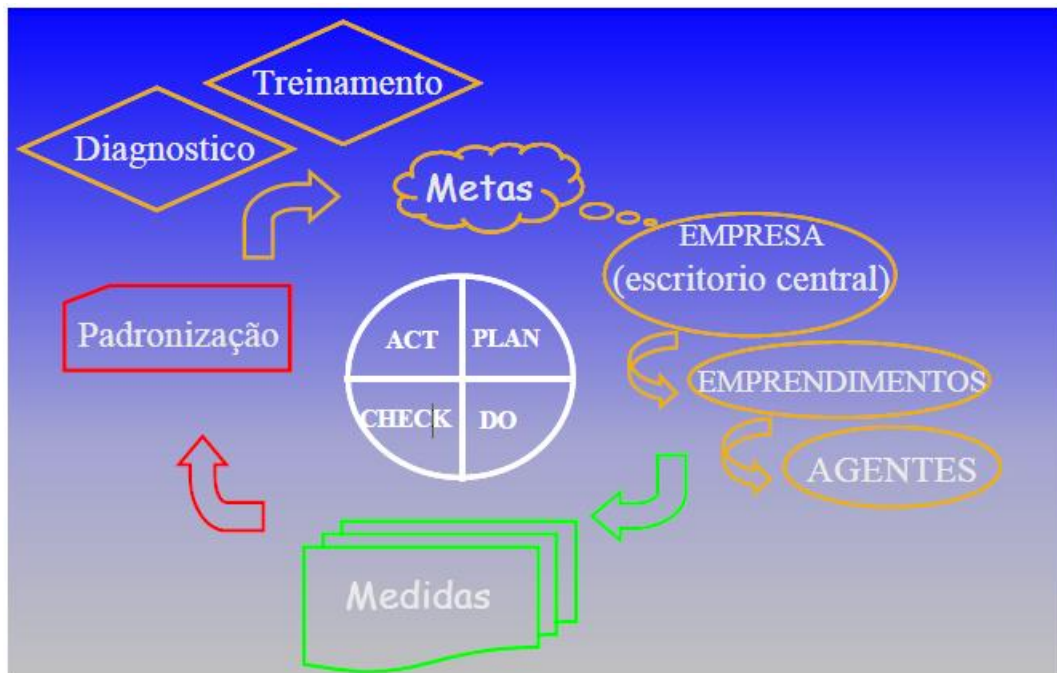 Treinamento
Diagnostico
Metas
EMPRESA
(escritorio central)
Padronização
ACT
PLAN
EMPRENDIMENTOS
CHECK
DO
AGENTES
Medidas